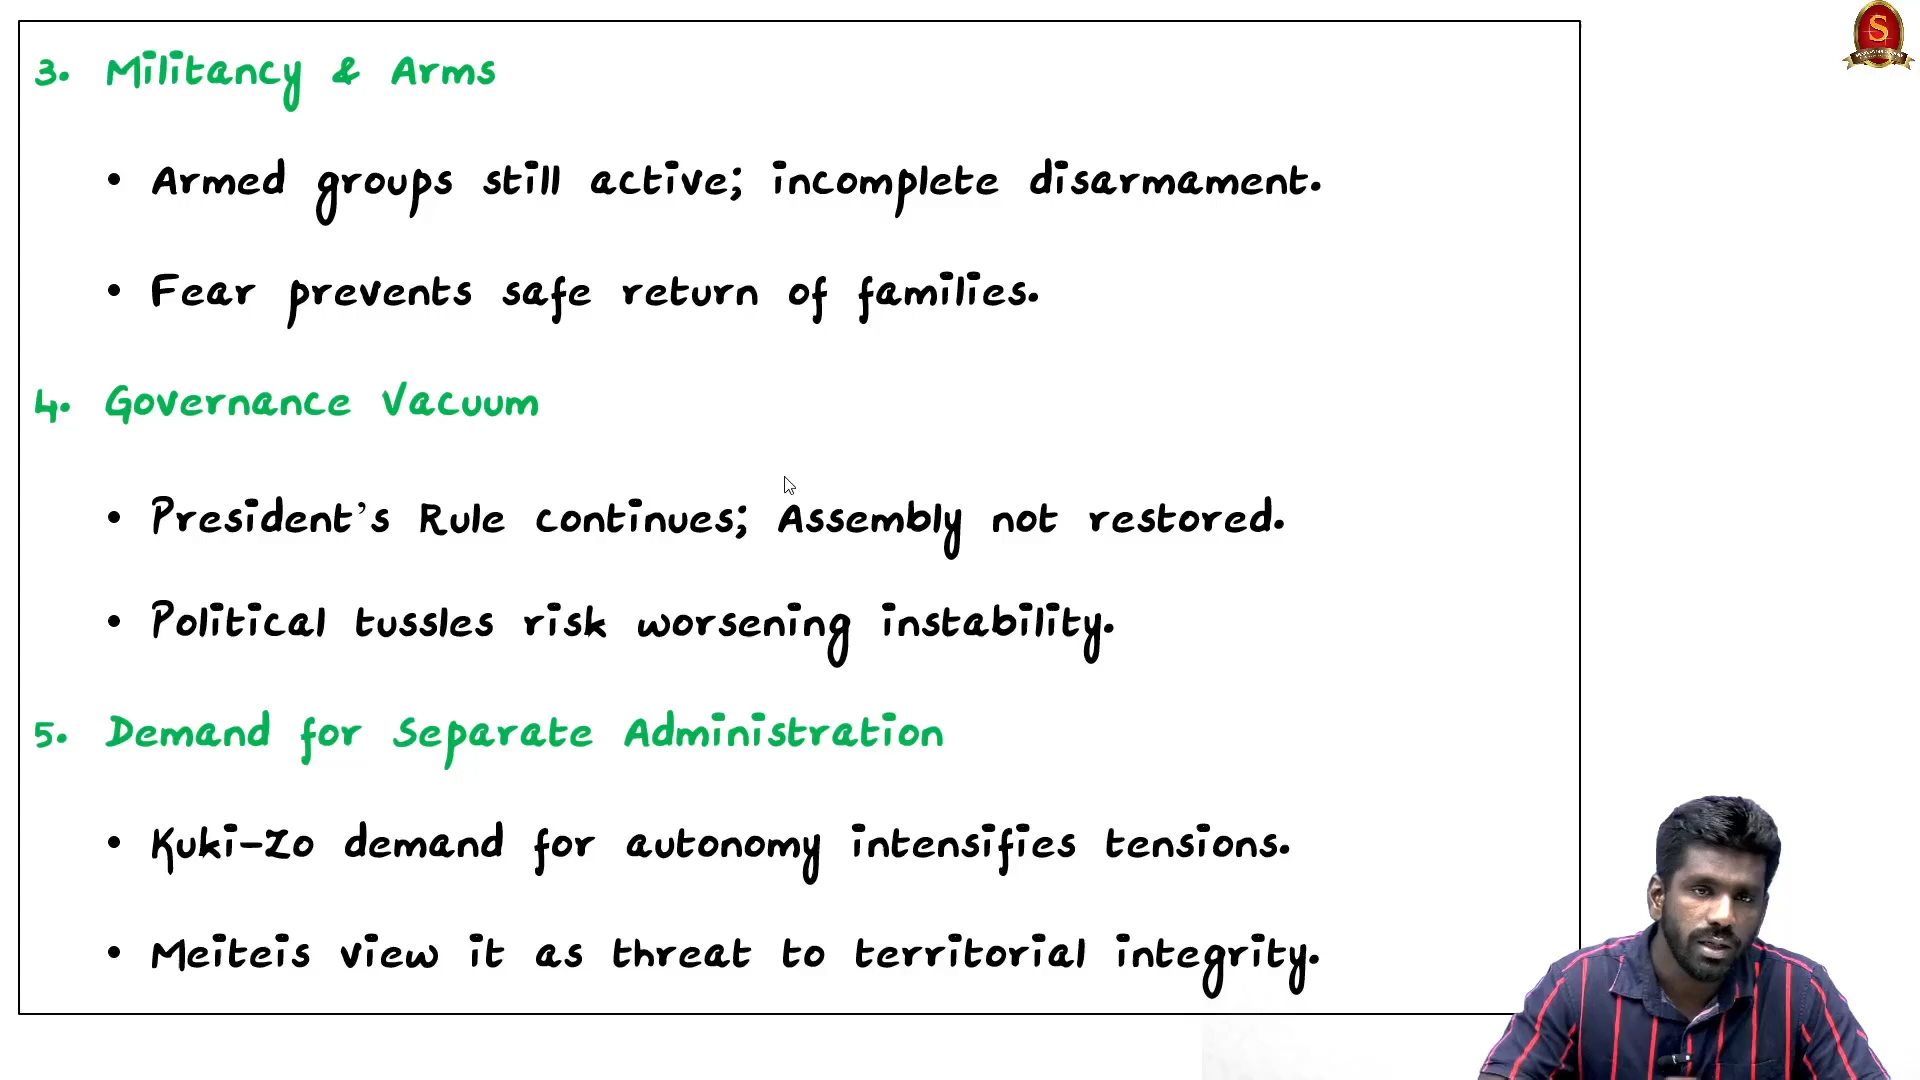 3. Militancy & Arms
• Armed groups still active; incomplete disarmament.
• Fear prevents safe return of families.
4. Governance Vacuum
• President's Rule continues; Assembly not restored.
• Political tussles risk worsening instability.
5. Demand for Separate Administration
• Kuki-Zo demand for autonomy intensifies tensions.
• Meiteis view it as threat to territorial integrity.
S